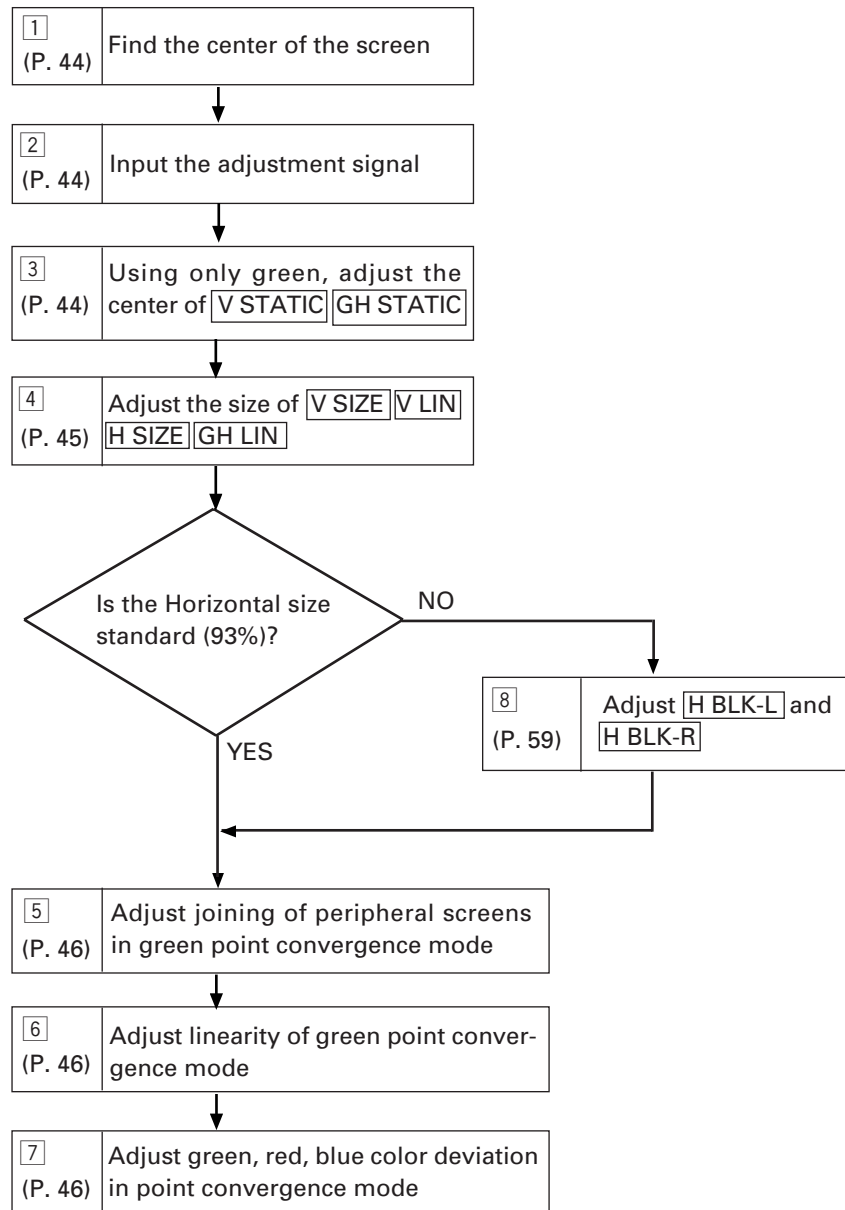 1
(P. 44)
Find the center of the screen
2
(P. 44)
Input the adjustment signal
3
(P. 44)
Using only green, adjust the
center of V STATIC GH STATIC
4
(P. 45)
Adjust the size of V SIZE V LIN
H SIZE GH LIN
Is the Horizontal size
standard (93%)?
NO
8
(P. 59)
Adjust H BLK-L and
H BLK-R
YES
5
(P. 46)
Adjust joining of peripheral screens
in green point convergence mode
6
(P. 46)
Adjust linearity of green point conver-
gence mode
7
(P. 46)
Adjust green, red, blue color deviation
in point convergence mode